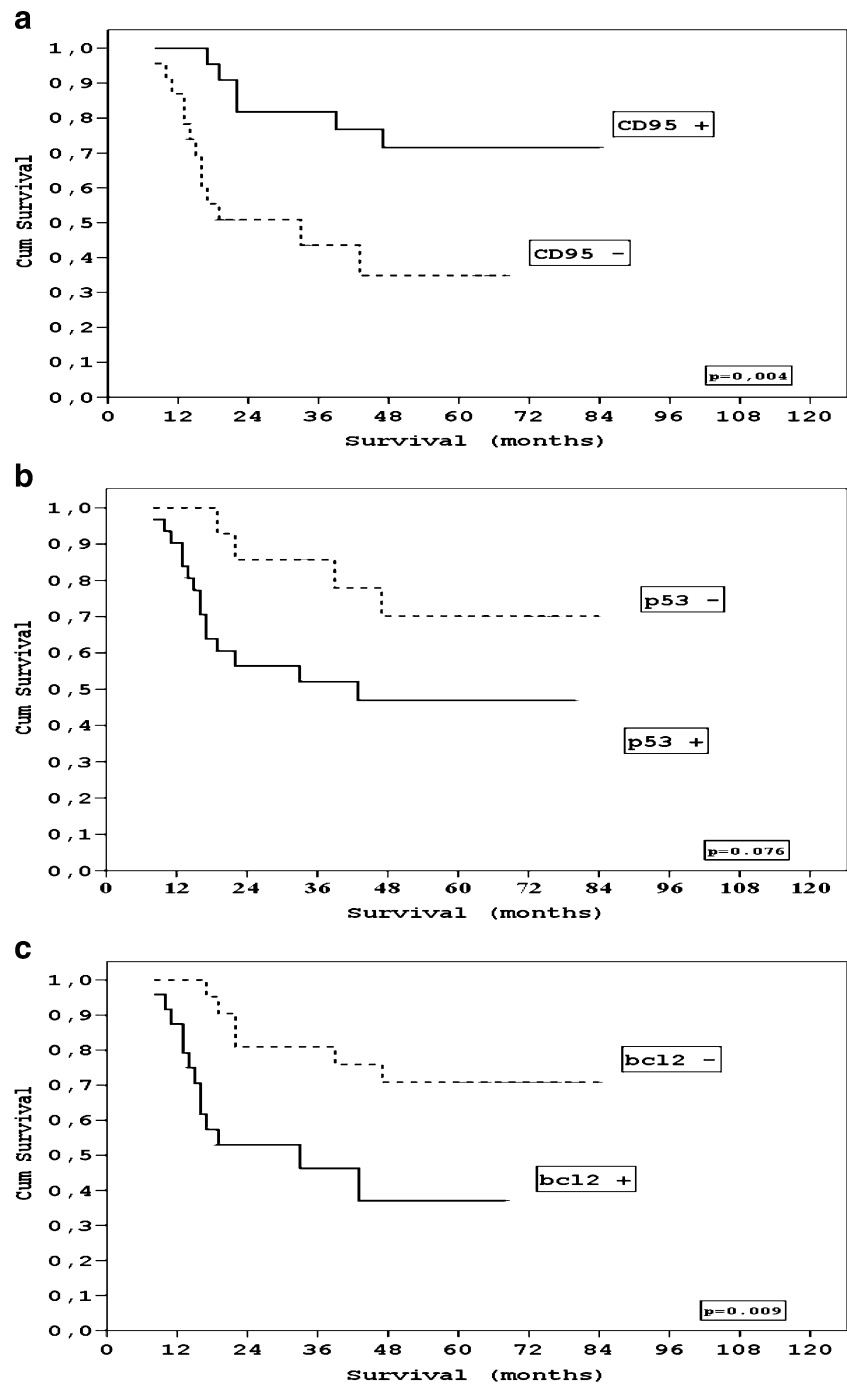 a
1,0
0,9
0,8
0,7
0,6
0,5
0,4
0,3
0,2
0,1
0,0
Cum Survival
CD95 +
CD95 -
p=0,004
0 12 24 36 48 60 72 84 96 108 120
Survival (months)
b
1,0
0,9
0,8
0,7
0,6
0,5
0,4
0,3
0,2
0,1
0,0
Cum Survival
p53 -
p53 +
p=0.076
0 12 24 36 48 60 72 84 96 108 120
Survival (months)
c
1,0
0,9
0,8
0,7
0,6
0,5
0,4
0,3
0,2
0,1
0,0
Cum Survival
bcl2 -
bcl2 +
p=0.009
0 12 24 36 48 60 72 84 96 108 120
Survival (months)